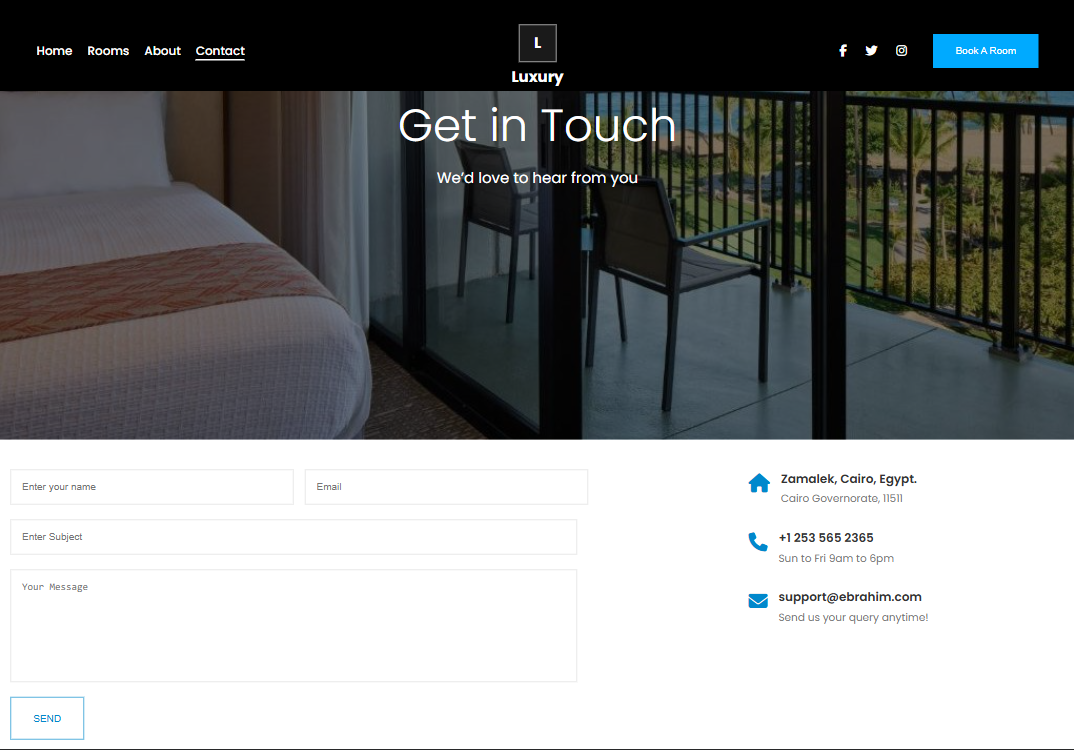 Home Rooms About Contact
L
Luxury
Book A Room
Get in Touch
We'd love to hear from you
Enter your name
Email
Enter Subject
Your Message
SEND
Zamalek, Cairo, Egypt.
Cairo Governorate, 11511
+1 253 565 2365
Sun to Fri 9am to 6pm
support@ebrahim.com
Send us your query anytime!